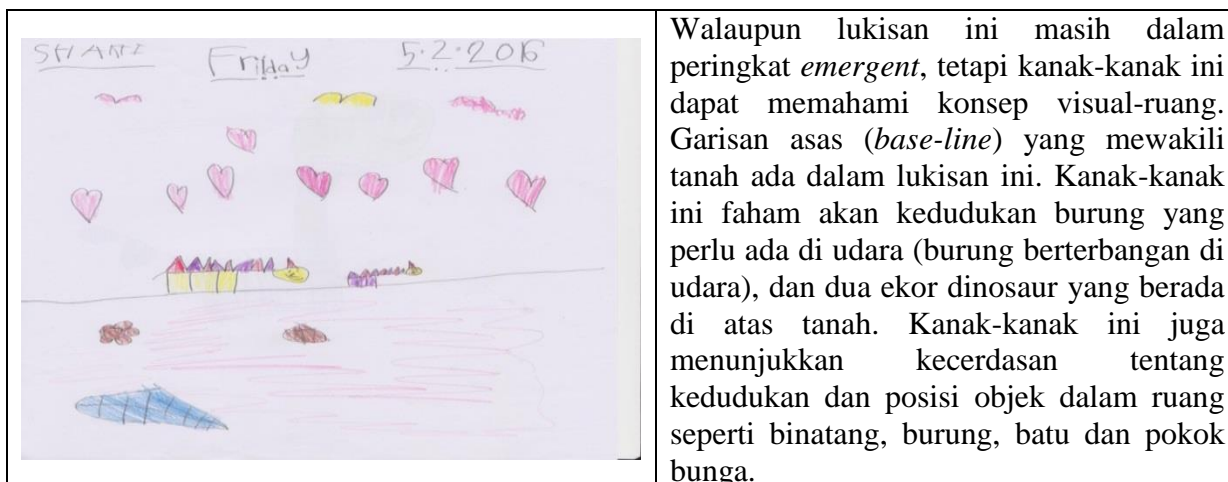 Friday 5.2.2016
Walaupun lukisan ini masih dalam
peringkat emergent, tetapi kanak-kanak ini
dapat memahami konsep visual-ruang.
Garisan asas (base-line) yang mewakili
tanah ada dalam lukisan ini. Kanak-kanak
ini faham akan kedudukan burung yang
perlu ada di udara (burung berterbangan di
udara), dan dua ekor dinosaur yang berada
di atas tanah. Kanak-kanak ini juga
menunjukkan kecerdasan tentang
kedudukan dan posisi objek dalam ruang
seperti binatang, burung, batu dan pokok
bunga.